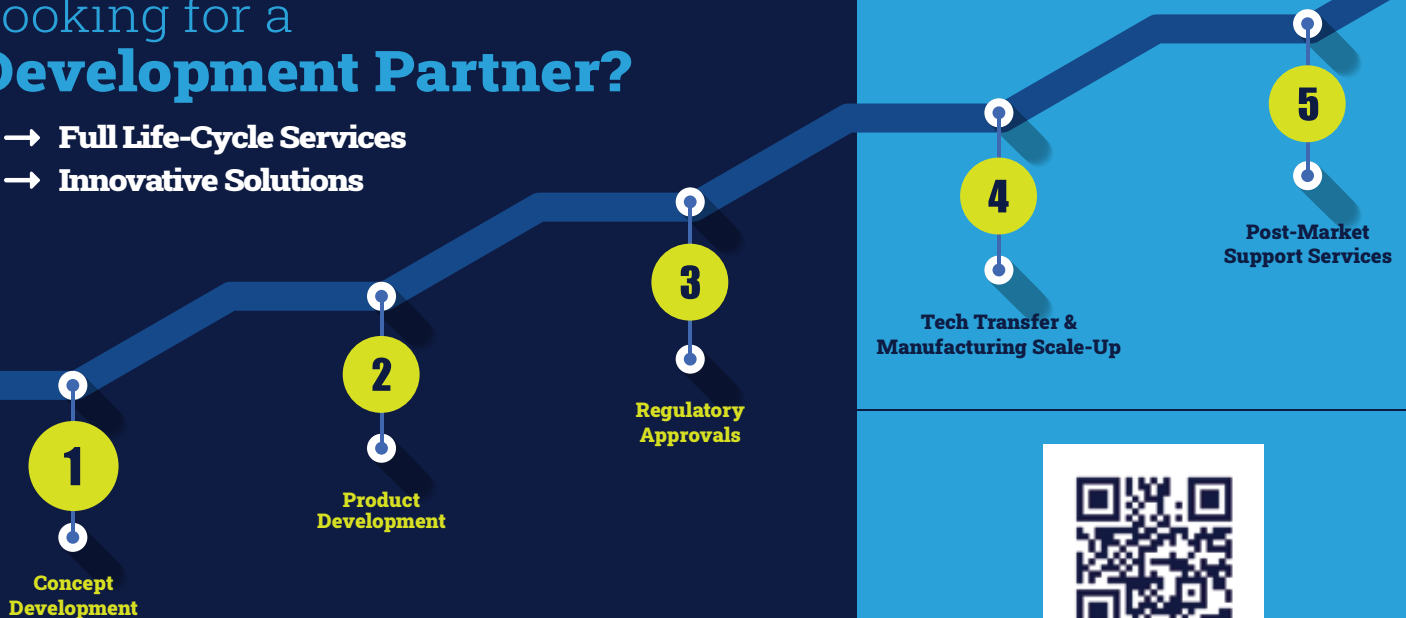 ooking for a
Development Partner?
→ Full Life-Cycle Services
→ Innovative Solutions
1
Concept
Development
2
Product
Development
3
Regulatory
Approvals
4
Tech Transfer &
Manufacturing Scale-Up
5
Post-Market
Support Services